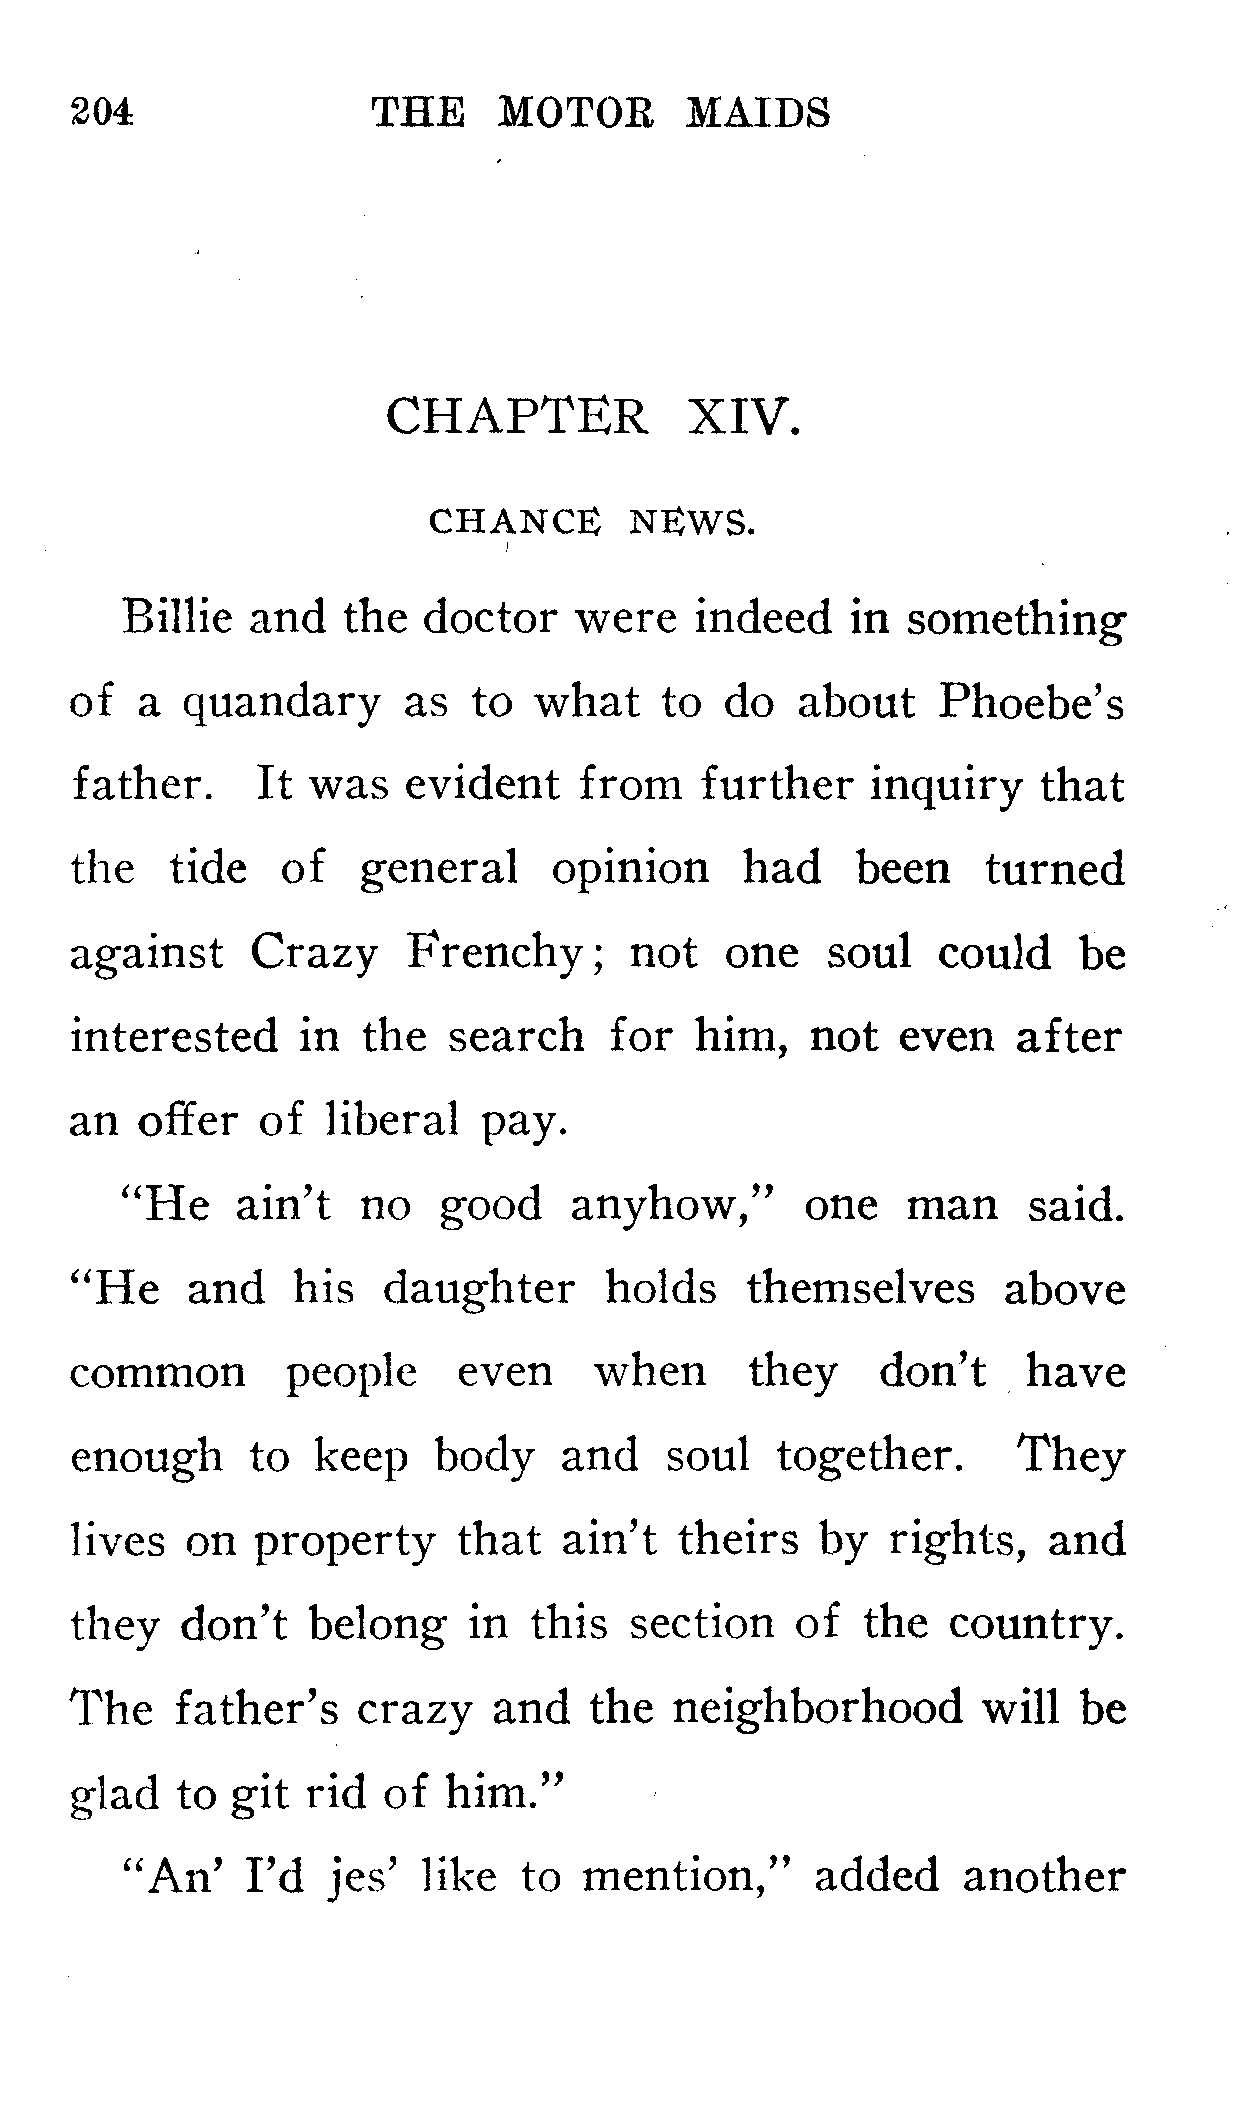 204 THE MOTOR MAIDS
CHAPTER XIV.
CHANCE NEWS.
Billie and the doctor were indeed in something
of a quandary as to what to do about Phoebe's
father. It was evident from further inquiry that
the tide of general opinion had been turned
against Crazy Frenchy; not one soul could be
interested in the search for him, not even after
an offer of liberal pay.
"He ain't no good anyhow," one man said.
"He and his daughter holds themselves above
common people even when they don't have
enough to keep body and soul together. They
lives on property that ain't theirs by rights, and
they don't belong in this section of the country.
The father's crazy and the neighborhood will be
glad to git rid of him."
"An' I'd jes' like to mention," added another